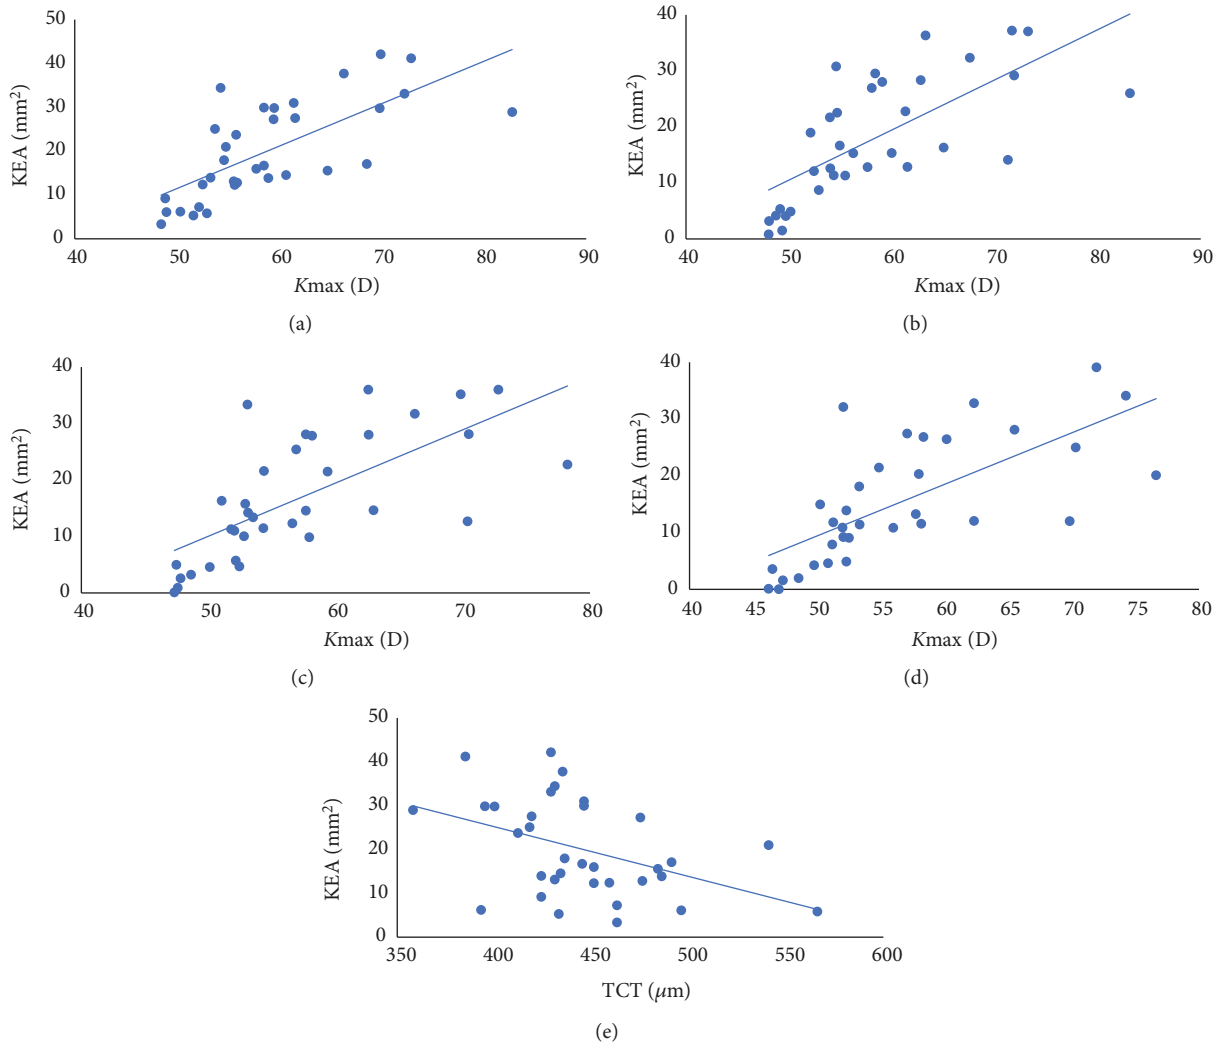 50
40
30
20
10
0
KEA (mm²)
40 50 60 70 80 90
Kmax (D)
(a)
40
30
20
10
0
KEA (mm²)
40 50 60 70 80 90
Kmax (D)
(b)
40
30
20
10
0
KEA (mm²)
40 50 60 70 80
Kmax (D)
(c)
40
30
20
10
0
KEA (mm²)
40 45 50 55 60 65 70 75 80
Kmax (D)
(d)
50
40
30
20
10
0
KEA (mm²)
350 400 450 500 550 600
TCT (μm)
(e)